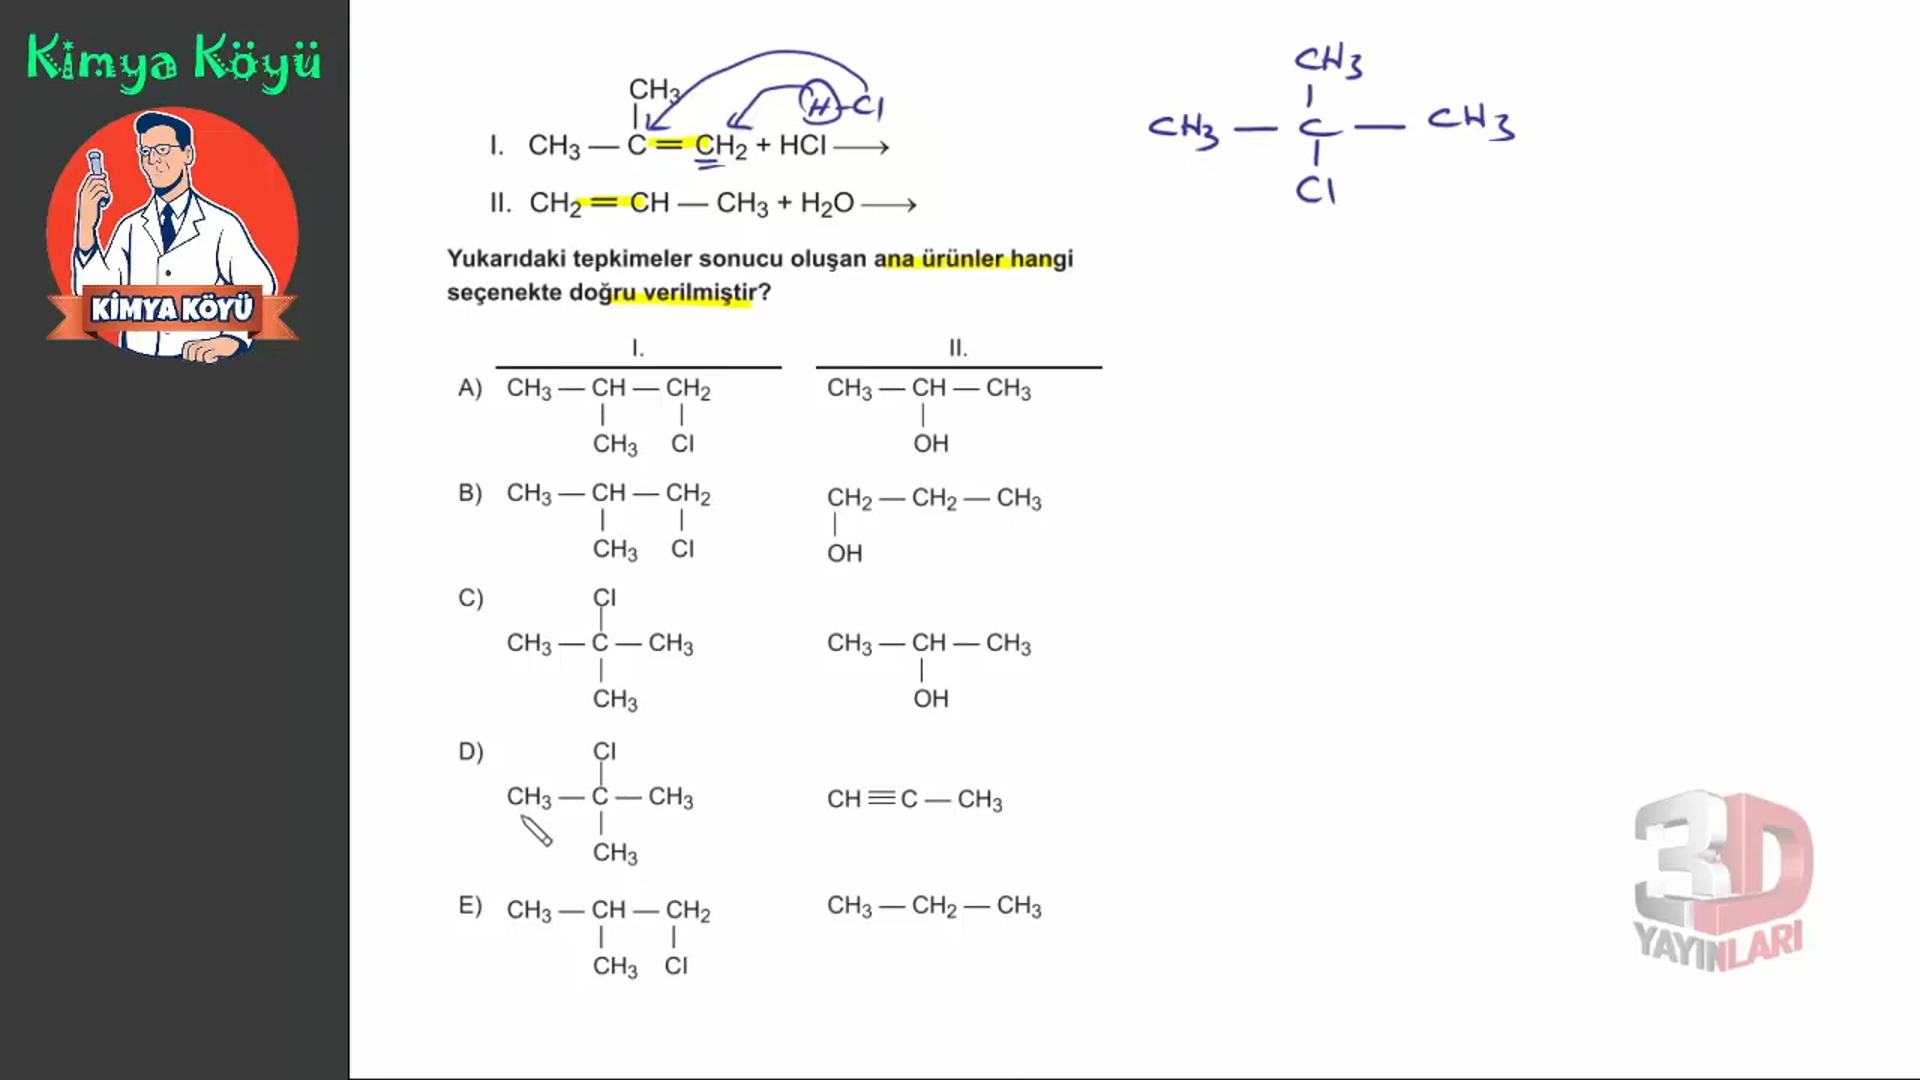 Kimya Köyü
KİMYA KÖYÜ
CH3
H-Cl
I. CH3 — C = CH2 + HCl ⟶
II. CH2 = CH — CH3 + H2O ⟶
CH3
CH3 — C — CH3
Cl
Yukarıdaki tepkimeler sonucu oluşan ana ürünler hangi
seçenekte doğru verilmiştir?
I. II.
A) CH3 — CH — CH2 CH3 — CH — CH3
CH3 Cl OH
B) CH3 — CH — CH2 CH2 — CH2 — CH3
CH3 Cl OH
C) Cl
CH3 — C — CH3 CH3 — CH — CH3
CH3 OH
D) Cl
CH3 — C — CH3 CH ≡ C — CH3
CH3
E) CH3 — CH — CH2 CH3 — CH2 — CH3
CH3 Cl
3D
YAYINLARI